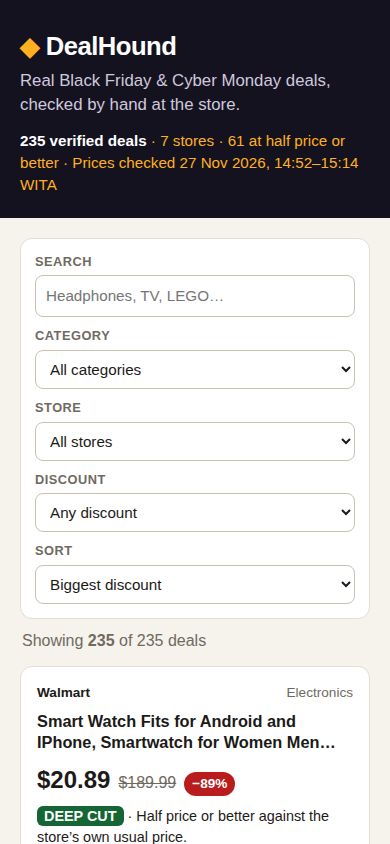 DealHound
Real Black Friday & Cyber Monday deals,
checked by hand at the store.
235 verified deals · 7 stores · 61 at half price or
better · Prices checked 27 Nov 2026, 14:52–15:14
WITA
SEARCH
Headphones, TV, LEGO…
CATEGORY
All categories
STORE
All stores
DISCOUNT
Any discount
SORT
Biggest discount
Showing 235 of 235 deals
Walmart Electronics
Smart Watch Fits for Android and
IPhone, Smartwatch for Women Men…
$20.89 $189.99 −89%
DEEP CUT · Half price or better against the
store’s own usual price.